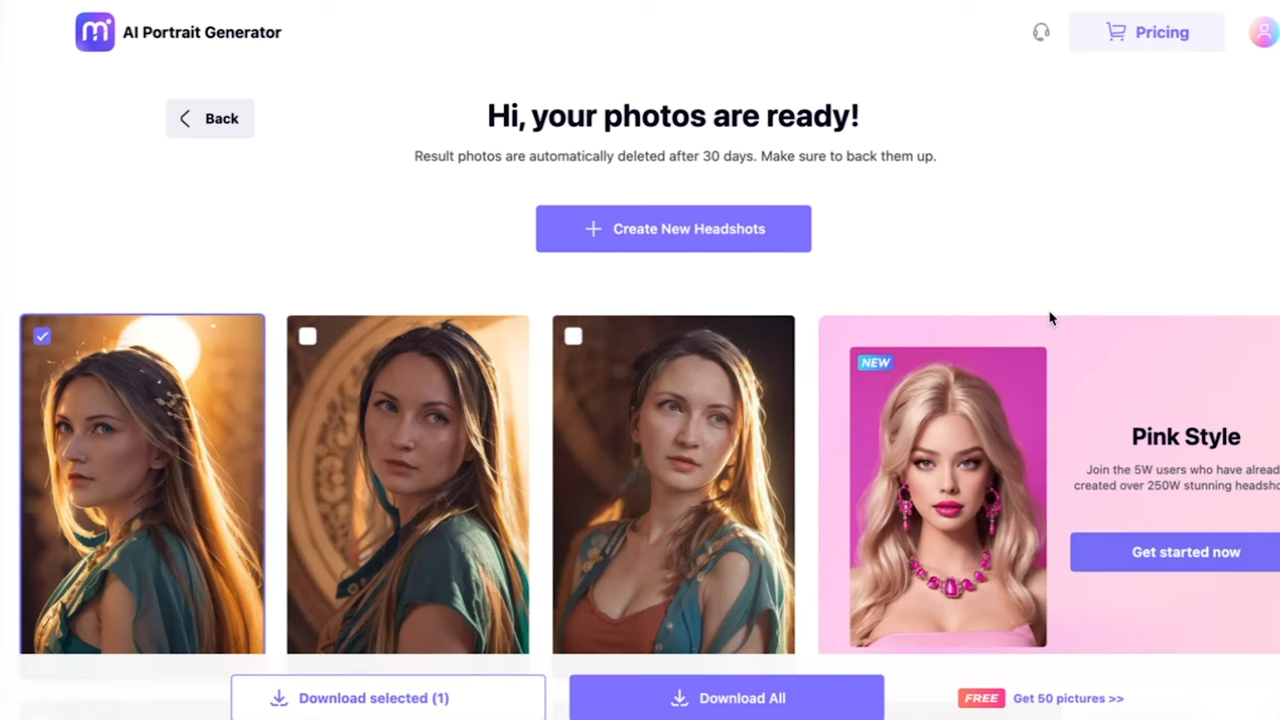 AI Portrait Generator
Pricing
Back
Hi, your photos are ready!
Result photos are automatically deleted after 30 days. Make sure to back them up.
Create New Headshots
NEW
Pink Style
Join the 5W users who have alread
created over 250W stunning headsho
Get started now
Download selected (1)
Download All
FREE
Get 50 pictures >>